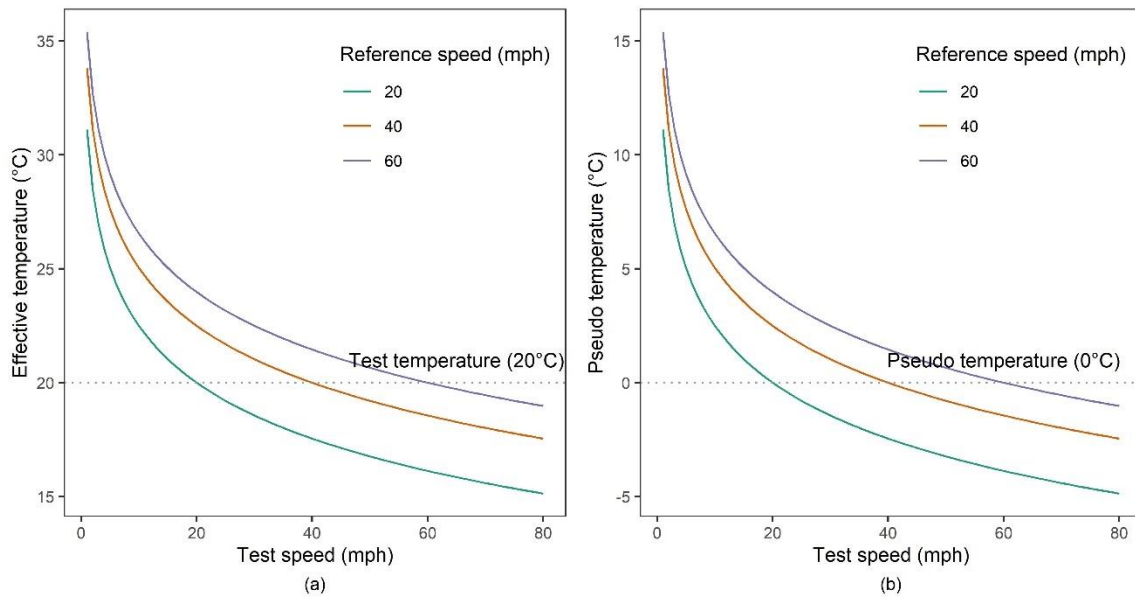 Effective temperature (°C)
35
30
25
20
15
Reference speed (mph)
20
40
60
Test temperature (20°C)
0
20
40
60
80
Test speed (mph)
(a)
Pseudo temperature (°C)
15
10
5
0
-5
Reference speed (mph)
20
40
60
Pseudo temperature (0°C)
0
20
40
60
80
Test speed (mph)
(b)